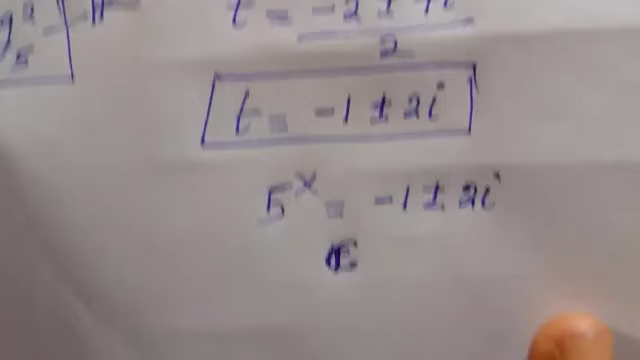 t = -2 ± 4i / 2
t = -1 ± 2i
5^x = -1 ± 2i